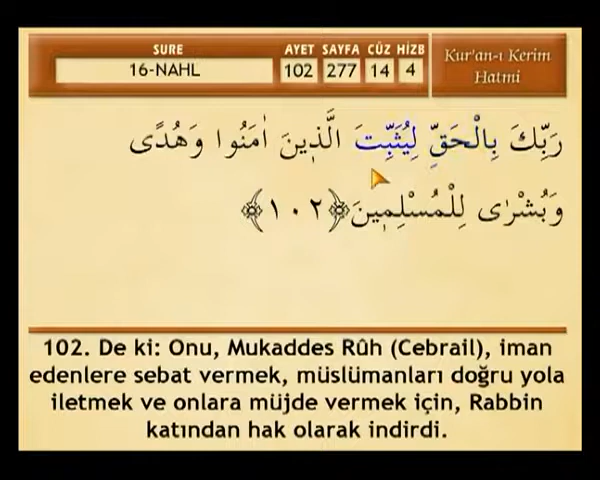 SURE AYET SAYFA CÜZ HİZB
16-NAHL 102 277 14 4
Kur'an-ı Kerim
Hatmi
رَبِّكَ بِالْحَقِّ لِيُثَبِّتَ الَّذ۪ينَ اٰمَنُوا وَهُدًى
وَبُشْرٰى لِلْمُسْلِم۪ينَ ﴿١٠٢﴾
102. De ki: Onu, Mukaddes Rûh (Cebrail), iman
edenlere sebat vermek, müslümanları doğru yola
iletmek ve onlara müjde vermek için, Rabbin
katından hak olarak indirdi.